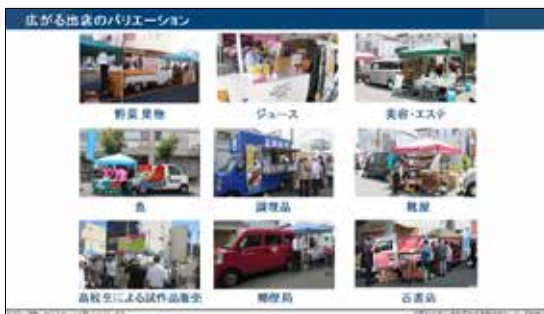 広がる出店のバリエーション
野菜 果物
ジュース
美容・エステ
魚
調理品
靴屋
高校生による試作品販売
郵便局
古書店